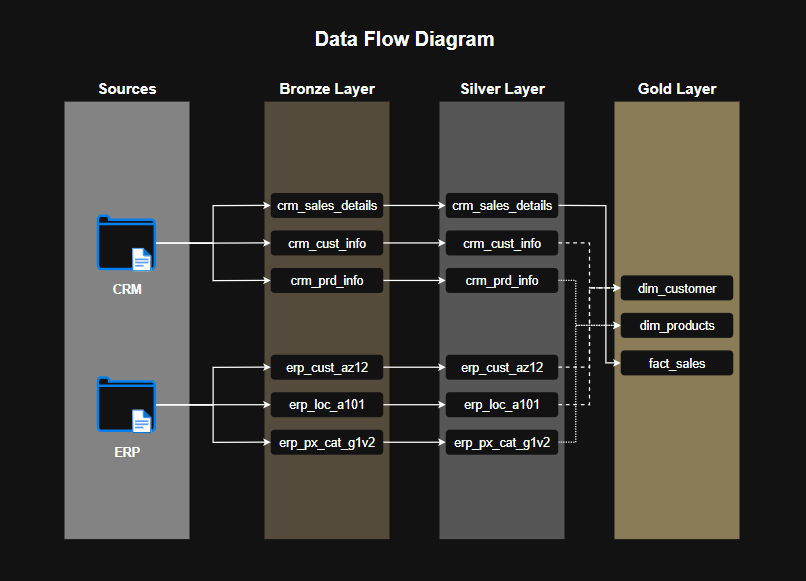 Data Flow Diagram
Sources
Bronze Layer
Silver Layer
Gold Layer
CRM
ERP
crm_sales_details
crm_cust_info
crm_prd_info
erp_cust_az12
erp_loc_a101
erp_px_cat_g1v2
crm_sales_details
crm_cust_info
crm_prd_info
erp_cust_az12
erp_loc_a101
erp_px_cat_g1v2
dim_customer
dim_products
fact_sales